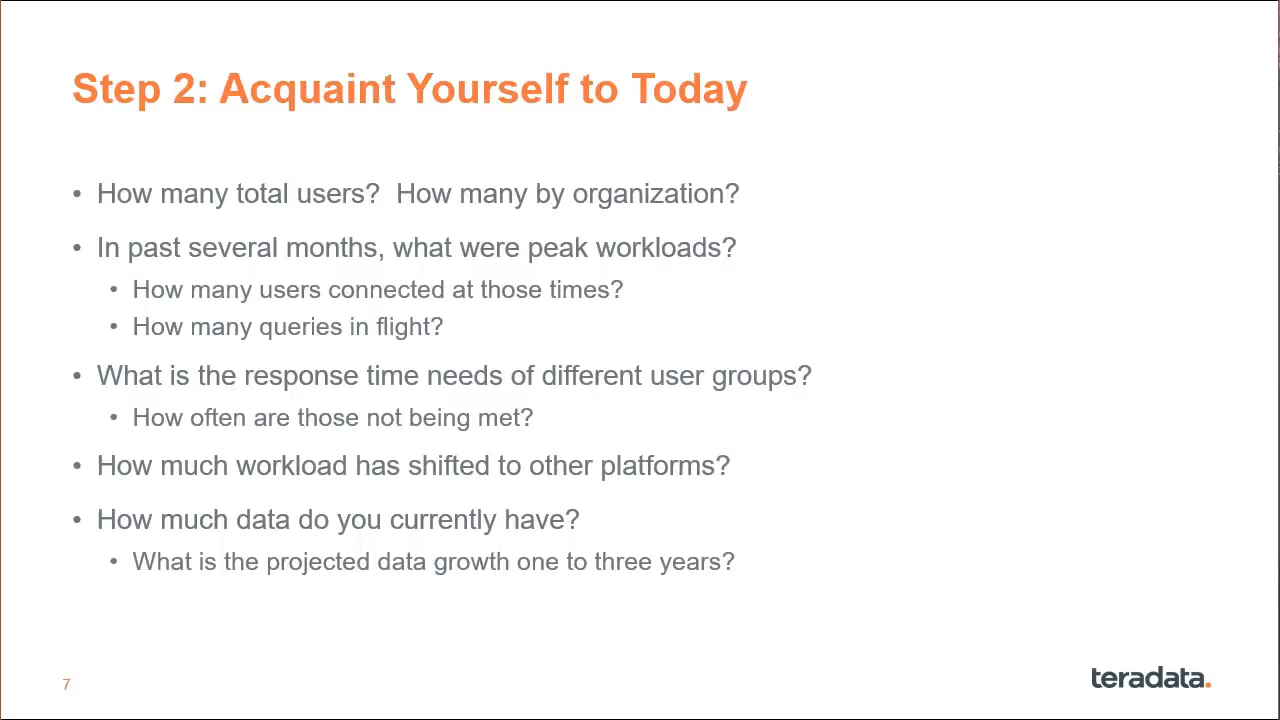 Step 2: Acquaint Yourself to Today
• How many total users?  How many by organization?
• In past several months, what were peak workloads?
• How many users connected at those times?
• How many queries in flight?
• What is the response time needs of different user groups?
• How often are those not being met?
• How much workload has shifted to other platforms?
• How much data do you currently have?
• What is the projected data growth one to three years?
7
teradata.